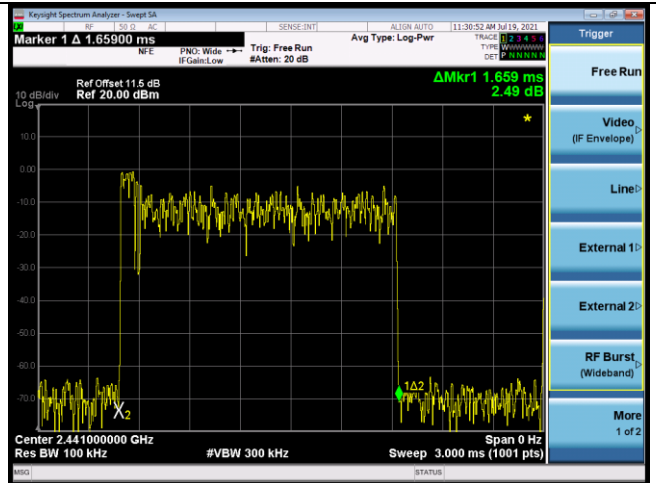 Keysight Spectrum Analyzer - Swept SA
RF 50 Ω AC SENSE:INT ALIGN AUTO 11:30:52 AM Jul 19, 2021
Marker 1 Δ 1.65900 ms
NFE
PNO: Wide
IFGain:Low
Trig: Free Run
#Atten: 20 dB
Avg Type: Log-Pwr
TRACE 1 2 3 4 5 6
TYPE WWWWWW
DET P NNNNN
Trigger
ΔMkr1 1.659 ms
2.49 dB
Ref Offset 11.5 dB
10 dB/div Ref 20.00 dBm
Log
10.0
0.00
-10.0
-20.0
-30.0
-40.0
-50.0
-60.0
-70.0
*
1Δ2
X2
Center 2.441000000 GHz
Span 0 Hz
Res BW 100 kHz #VBW 300 kHz Sweep 3.000 ms (1001 pts)
MSG STATUS
Free Run
Video
(IF Envelope)
Line
External 1
External 2
RF Burst
(Wideband)
More
1 of 2